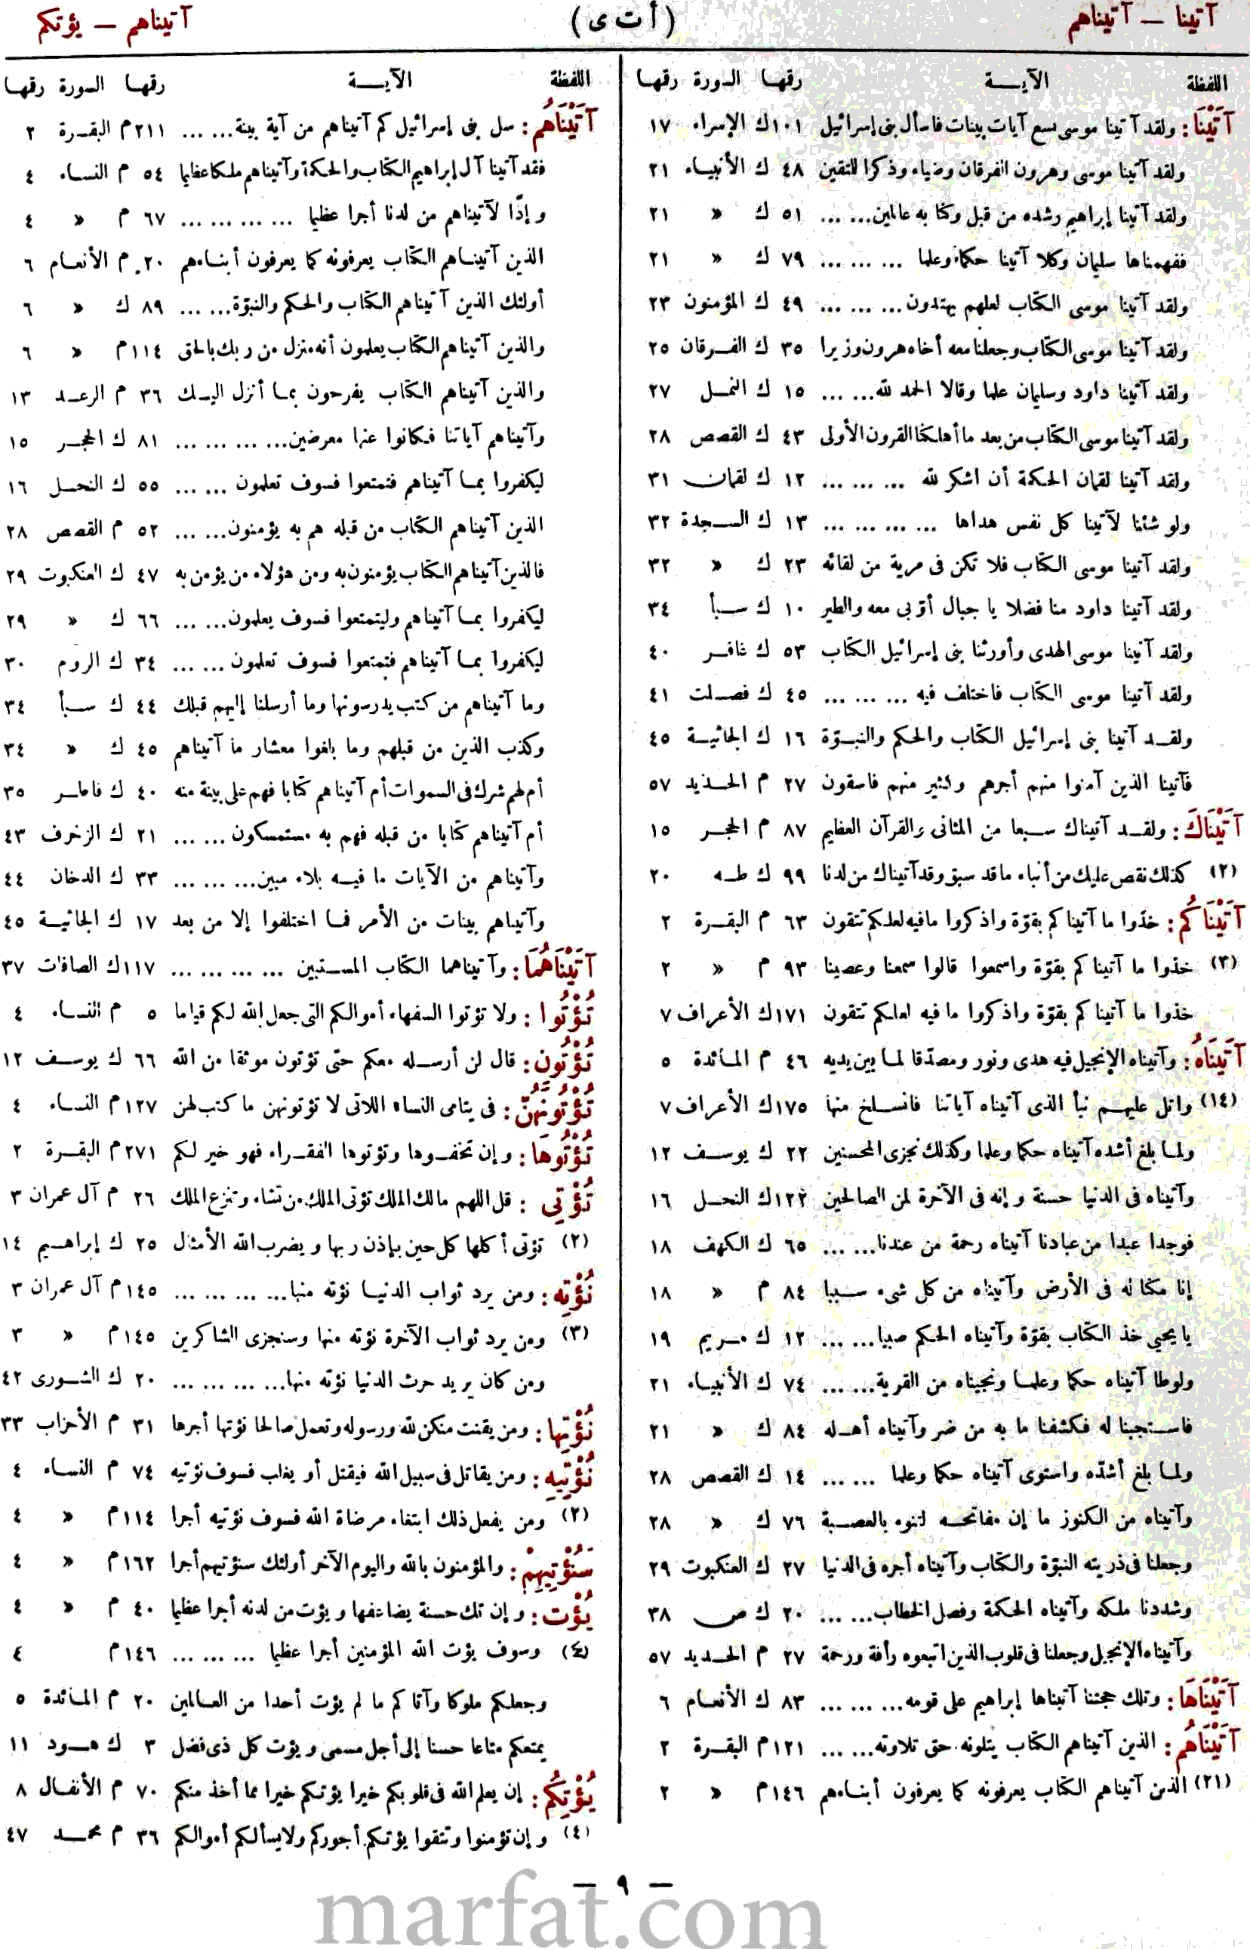 آتينا — آتيناهم
(أ ت ى)
آتيناهم — يؤتكم
اللفظة الآيـــة رقمها السورة رقمها
آتَيْنَا: ولقد آتينا موسى تسع آيات بينات فاسأل بنى إسرائيل ١٠١ ك الإسراء ١٧
ولقد آتينا موسى وهرون الفرقان وضياء وذكرا للمتقين ٤٨ ك الأنبياء ٢١
ولقد آتينا إبراهيم رشده من قبل وكنا به عالمين... ... ٥١ ك » ٢١
ففهمناها سليمان وكلا آتينا حكما وعلما ... ... ... ٧٩ ك » ٢١
ولقد آتينا موسى الكتاب لعلهم يهتدون... ... ... ٤٩ ك المؤمنون ٢٣
ولقد آتينا موسى الكتاب وجعلنا معه أخاه هرون وزيرا ٣٥ ك الفرقان ٢٥
ولقد آتينا داود وسليمان علما وقالا الحمد لله... ... ١٥ ك النمل ٢٧
ولقد آتينا موسى الكتاب من بعد ما أهلكنا القرون الأولى ٤٣ ك القصص ٢٨
ولقد آتينا لقمان الحكمة أن اشكر لله ... ... ... ١٢ ك لقمان ٣١
ولو شئنا لآتينا كل نفس هداها ... ... ... ... ١٣ ك السجدة ٣٢
ولقد آتينا موسى الكتاب فلا تكن فى مرية من لقائه ٢٣ ك » ٣٢
ولقد آتينا داود منا فضلا يا جبال أوّبى معه والطير ١٠ ك سبأ ٣٤
ولقد آتينا موسى الهدى وأورثنا بنى إسرائيل الكتاب ٥٣ ك غافر ٤٠
ولقد آتينا موسى الكتاب فاختلف فيه ... ... ... ٤٥ ك فصلت ٤١
ولقد آتينا بنى إسرائيل الكتاب والحكم والنبوّة ١٦ ك الجاثية ٤٥
فآتينا الذين آمنوا منهم أجرهم وكثير منهم فاسقون ٢٧ م الحديد ٥٧
آتَيْنَاكَ: ولقد آتيناك سبعا من المثانى والقرآن العظيم ٨٧ م الحجر ١٥
(٢) كذلك نقص عليك من أنباء ما قد سبق وقد آتيناك من لدنا ٩٩ ك طه ٢٠
آتَيْنَاكُم: خذوا ما آتيناكم بقوّة واذكروا ما فيه لعلكم تتقون ٦٣ م البقرة ٢
(٣) خذوا ما آتيناكم بقوّة واسمعوا قالوا سمعنا وعصينا ٩٣ م » ٢
خذوا ما آتيناكم بقوّة واذكروا ما فيه لعلكم تتقون ١٧١ ك الأعراف ٧
آتَيْنَاهُ: وآتيناه الإنجيل فيه هدى ونور ومصدّقا لما بين يديه ٤٦ م المائدة ٥
(١٤) واتل عليهم نبأ الذى آتيناه آياتنا فانسلخ منها ١٧٥ ك الأعراف ٧
ولما بلغ أشده آتيناه حكما وعلما وكذلك نجزى المحسنين ٢٢ ك يوسف ١٢
وآتيناه فى الدنيا حسنة وإنه فى الآخرة لمن الصالحين ١٢٢ ك النحل ١٦
فوجدا عبدا من عبادنا آتيناه رحمة من عندنا... ... ٦٥ ك الكهف ١٨
إنا مكنا له فى الأرض وآتيناه من كل شىء سببا ٨٤ م » ١٨
يا يحيى خذ الكتاب بقوّة وآتيناه الحكم صبيا... ... ١٢ ك مريم ١٩
ولوطا آتيناه حكما وعلما ونجيناه من القرية... ... ٧٤ ك الأنبياء ٢١
فاستجبنا له فكشفنا ما به من ضر وآتيناه أهله ٨٤ ك » ٢١
ولما بلغ أشدّه واستوى آتيناه حكما وعلما ... ... ١٤ ك القصص ٢٨
وآتيناه من الكنوز ما إن مفاتحه لتنوء بالعصبة ٧٦ ك » ٢٨
وجعلنا فى ذريته النبوّة والكتاب وآتيناه أجره فى الدنيا ٢٧ ك العنكبوت ٢٩
وشددنا ملكه وآتيناه الحكمة وفصل الخطاب... ... ٢٠ ك ص ٣٨
وآتيناه الإنجيل وجعلنا فى قلوب الذين اتبعوه رأفة ورحمة ٢٧ م الحديد ٥٧
آتَيْنَاهَا: وتلك حجتنا آتيناها إبراهيم على قومه... ... ... ٨٣ ك الأنعام ٦
آتَيْنَاهُم: الذين آتيناهم الكتاب يتلونه حق تلاوته... ... ١٢١ م البقرة ٢
(٢١) الذين آتيناهم الكتاب يعرفونه كما يعرفون أبناءهم ١٤٦ م » ٢
اللفظة الآيـــة رقمها السورة رقمها
آتَيْنَاهُم: سل بنى إسرائيل كم آتيناهم من آية بينة... ... ٢١١ م البقرة ٢
فقد آتينا آل إبراهيم الكتاب والحكمة وآتيناهم ملكا عظيما ٥٤ م النساء ٤
وإذًا لآتيناهم من لدنا أجرا عظيما ... ... ... ... ٦٧ م » ٤
الذين آتيناهم الكتاب يعرفونه كما يعرفون أبناءهم ٢٠ م الأنعام ٦
أولئك الذين آتيناهم الكتاب والحكم والنبوّة... ... ٨٩ ك » ٦
والذين آتيناهم الكتاب يعلمون أنه منزل من ربك بالحق ١١٤ م » ٦
والذين آتيناهم الكتاب يفرحون بما أنزل إليك ٣٦ م الرعد ١٣
وآتيناهم آياتنا فكانوا عنها معرضين... ... ... ... ٨١ ك الحجر ١٥
ليكفروا بما آتيناهم فتمتعوا فسوف تعلمون ... ... ٥٥ ك النحل ١٦
الذين آتيناهم الكتاب من قبله هم به يؤمنون... ... ٥٢ م القصص ٢٨
فالذين آتيناهم الكتاب يؤمنون به ومن هؤلاء من يؤمن به ٤٧ ك العنكبوت ٢٩
ليكفروا بما آتيناهم وليتمتعوا فسوف يعلمون... ... ٦٦ ك » ٢٩
ليكفروا بما آتيناهم فتمتعوا فسوف تعلمون ... ... ٣٤ ك الروم ٣٠
وما آتيناهم من كتب يدرسونها وما أرسلنا إليهم قبلك ٤٤ ك سبأ ٣٤
وكذب الذين من قبلهم وما بلغوا معشار ما آتيناهم ٤٥ ك » ٣٤
أم لهم شرك فى السموات أم آتيناهم كتابا فهم على بينة منه ٤٠ ك فاطر ٣٥
أم آتيناهم كتابا من قبله فهم به مستمسكون ... ... ٢١ ك الزخرف ٤٣
وآتيناهم من الآيات ما فيه بلاء مبين... ... ... ٣٣ ك الدخان ٤٤
وآتيناهم بينات من الأمر فما اختلفوا إلا من بعد ١٧ ك الجاثية ٤٥
آتَيْنَاهُمَا: وآتيناهما الكتاب المستبين ... ... ... ... ١١٧ ك الصافات ٣٧
تُؤْتُوا: ولا تؤتوا السفهاء أموالكم التى جعل الله لكم قياما ٥ م النساء ٤
تُؤْتُونِ: قال لن أرسله معكم حتى تؤتون موثقا من الله ٦٦ ك يوسف ١٢
تُؤْتُونَهُنَّ: فى يتامى النساء اللاتى لا تؤتونهن ما كتب لهن ١٢٧ م النساء ٤
تُؤْتُوهَا: وإن تخفوها وتؤتوها الفقراء فهو خير لكم ٢٧١ م البقرة ٢
تُؤْتِى: قل اللهم مالك الملك تؤتى الملك من تشاء وتنزع الملك ٢٦ م آل عمران ٣
(٢) تؤتى أكلها كل حين بإذن ربها ويضرب الله الأمثال ٢٥ ك إبراهيم ١٤
نُؤْتِهِ: ومن يرد ثواب الدنيا نؤته منها... ... ... ... ١٤٥ م آل عمران ٣
(٣) ومن يرد ثواب الآخرة نؤته منها وسنجزى الشاكرين ١٤٥ م » ٣
ومن كان يريد حرث الدنيا نؤته منها... ... ... ... ٢٠ ك الشورى ٤٢
نُؤْتِهَا: ومن يقنت منكن لله ورسوله وتعمل صالحا نؤتها أجرها ٣١ م الأحزاب ٣٣
نُؤْتِيهِ: ومن يقاتل فى سبيل الله فيقتل أو يغلب فسوف نؤتيه ٧٤ م النساء ٤
(٢) ومن يفعل ذلك ابتغاء مرضاة الله فسوف نؤتيه أجرا ١١٤ م » ٤
سَنُؤْتِيهِمْ: والمؤمنون بالله واليوم الآخر أولئك سنؤتيهم أجرا ١٦٢ م » ٤
يُؤْتِ: وإن تك حسنة يضاعفها ويؤت من لدنه أجرا عظيما ٤٠ م » ٤
(٤) وسوف يؤت الله المؤمنين أجرا عظيما ... ... ... ١٤٦ م ٤
وجعلكم ملوكا وآتاكم ما لم يؤت أحدا من العالمين ٢٠ م المائدة ٥
يمتعكم متاعا حسنا إلى أجل مسمى ويؤت كل ذى فضل ٣ ك هود ١١
يُؤْتِكُم: إن يعلم الله فى قلوبكم خيرا يؤتكم خيرا مما أخذ منكم ٧٠ م الأنفال ٨
(٤) وإن تؤمنوا وتتقوا يؤتكم أجوركم ولا يسألكم أموالكم ٣٦ م محمد ٤٧
— ٩ —
marfat.com